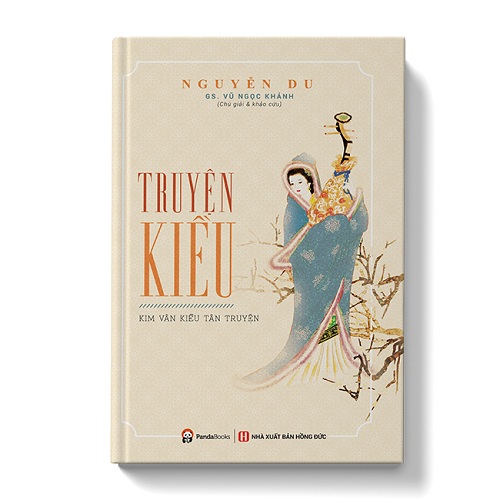 NGUYỄN DU
GS. VŨ NGỌC KHÁNH
(Chú giải & khảo cứu)
TRUYỆN
KIỀU
KIM VÂN KIỀU TÂN TRUYỆN
PandaBooks
NHÀ XUẤT BẢN HỒNG ĐỨC